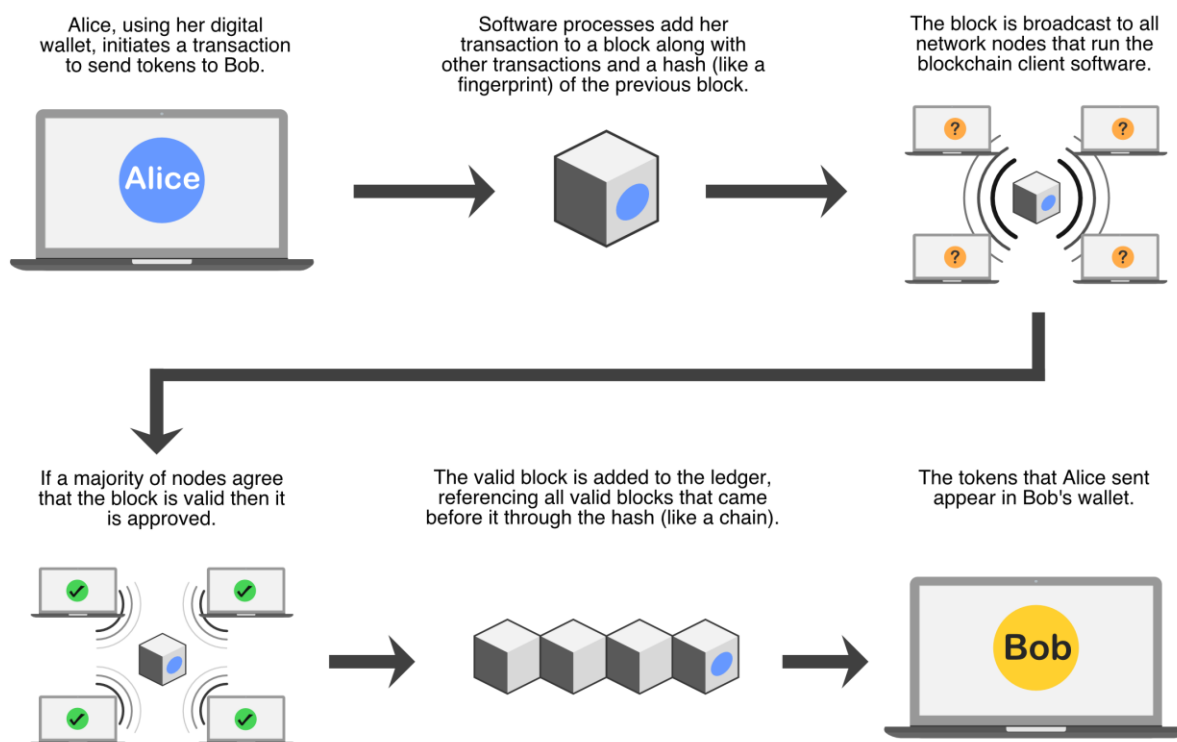 Alice, using her digital
wallet, initiates a transaction
to send tokens to Bob.
Alice
Software processes add her
transaction to a block along with
other transactions and a hash (like a
fingerprint) of the previous block.
The block is broadcast to all
network nodes that run the
blockchain client software.
?
?
?
?
If a majority of nodes agree
that the block is valid then it
is approved.
The valid block is added to the ledger,
referencing all valid blocks that came
before it through the hash (like a chain).
The tokens that Alice sent
appear in Bob's wallet.
Bob